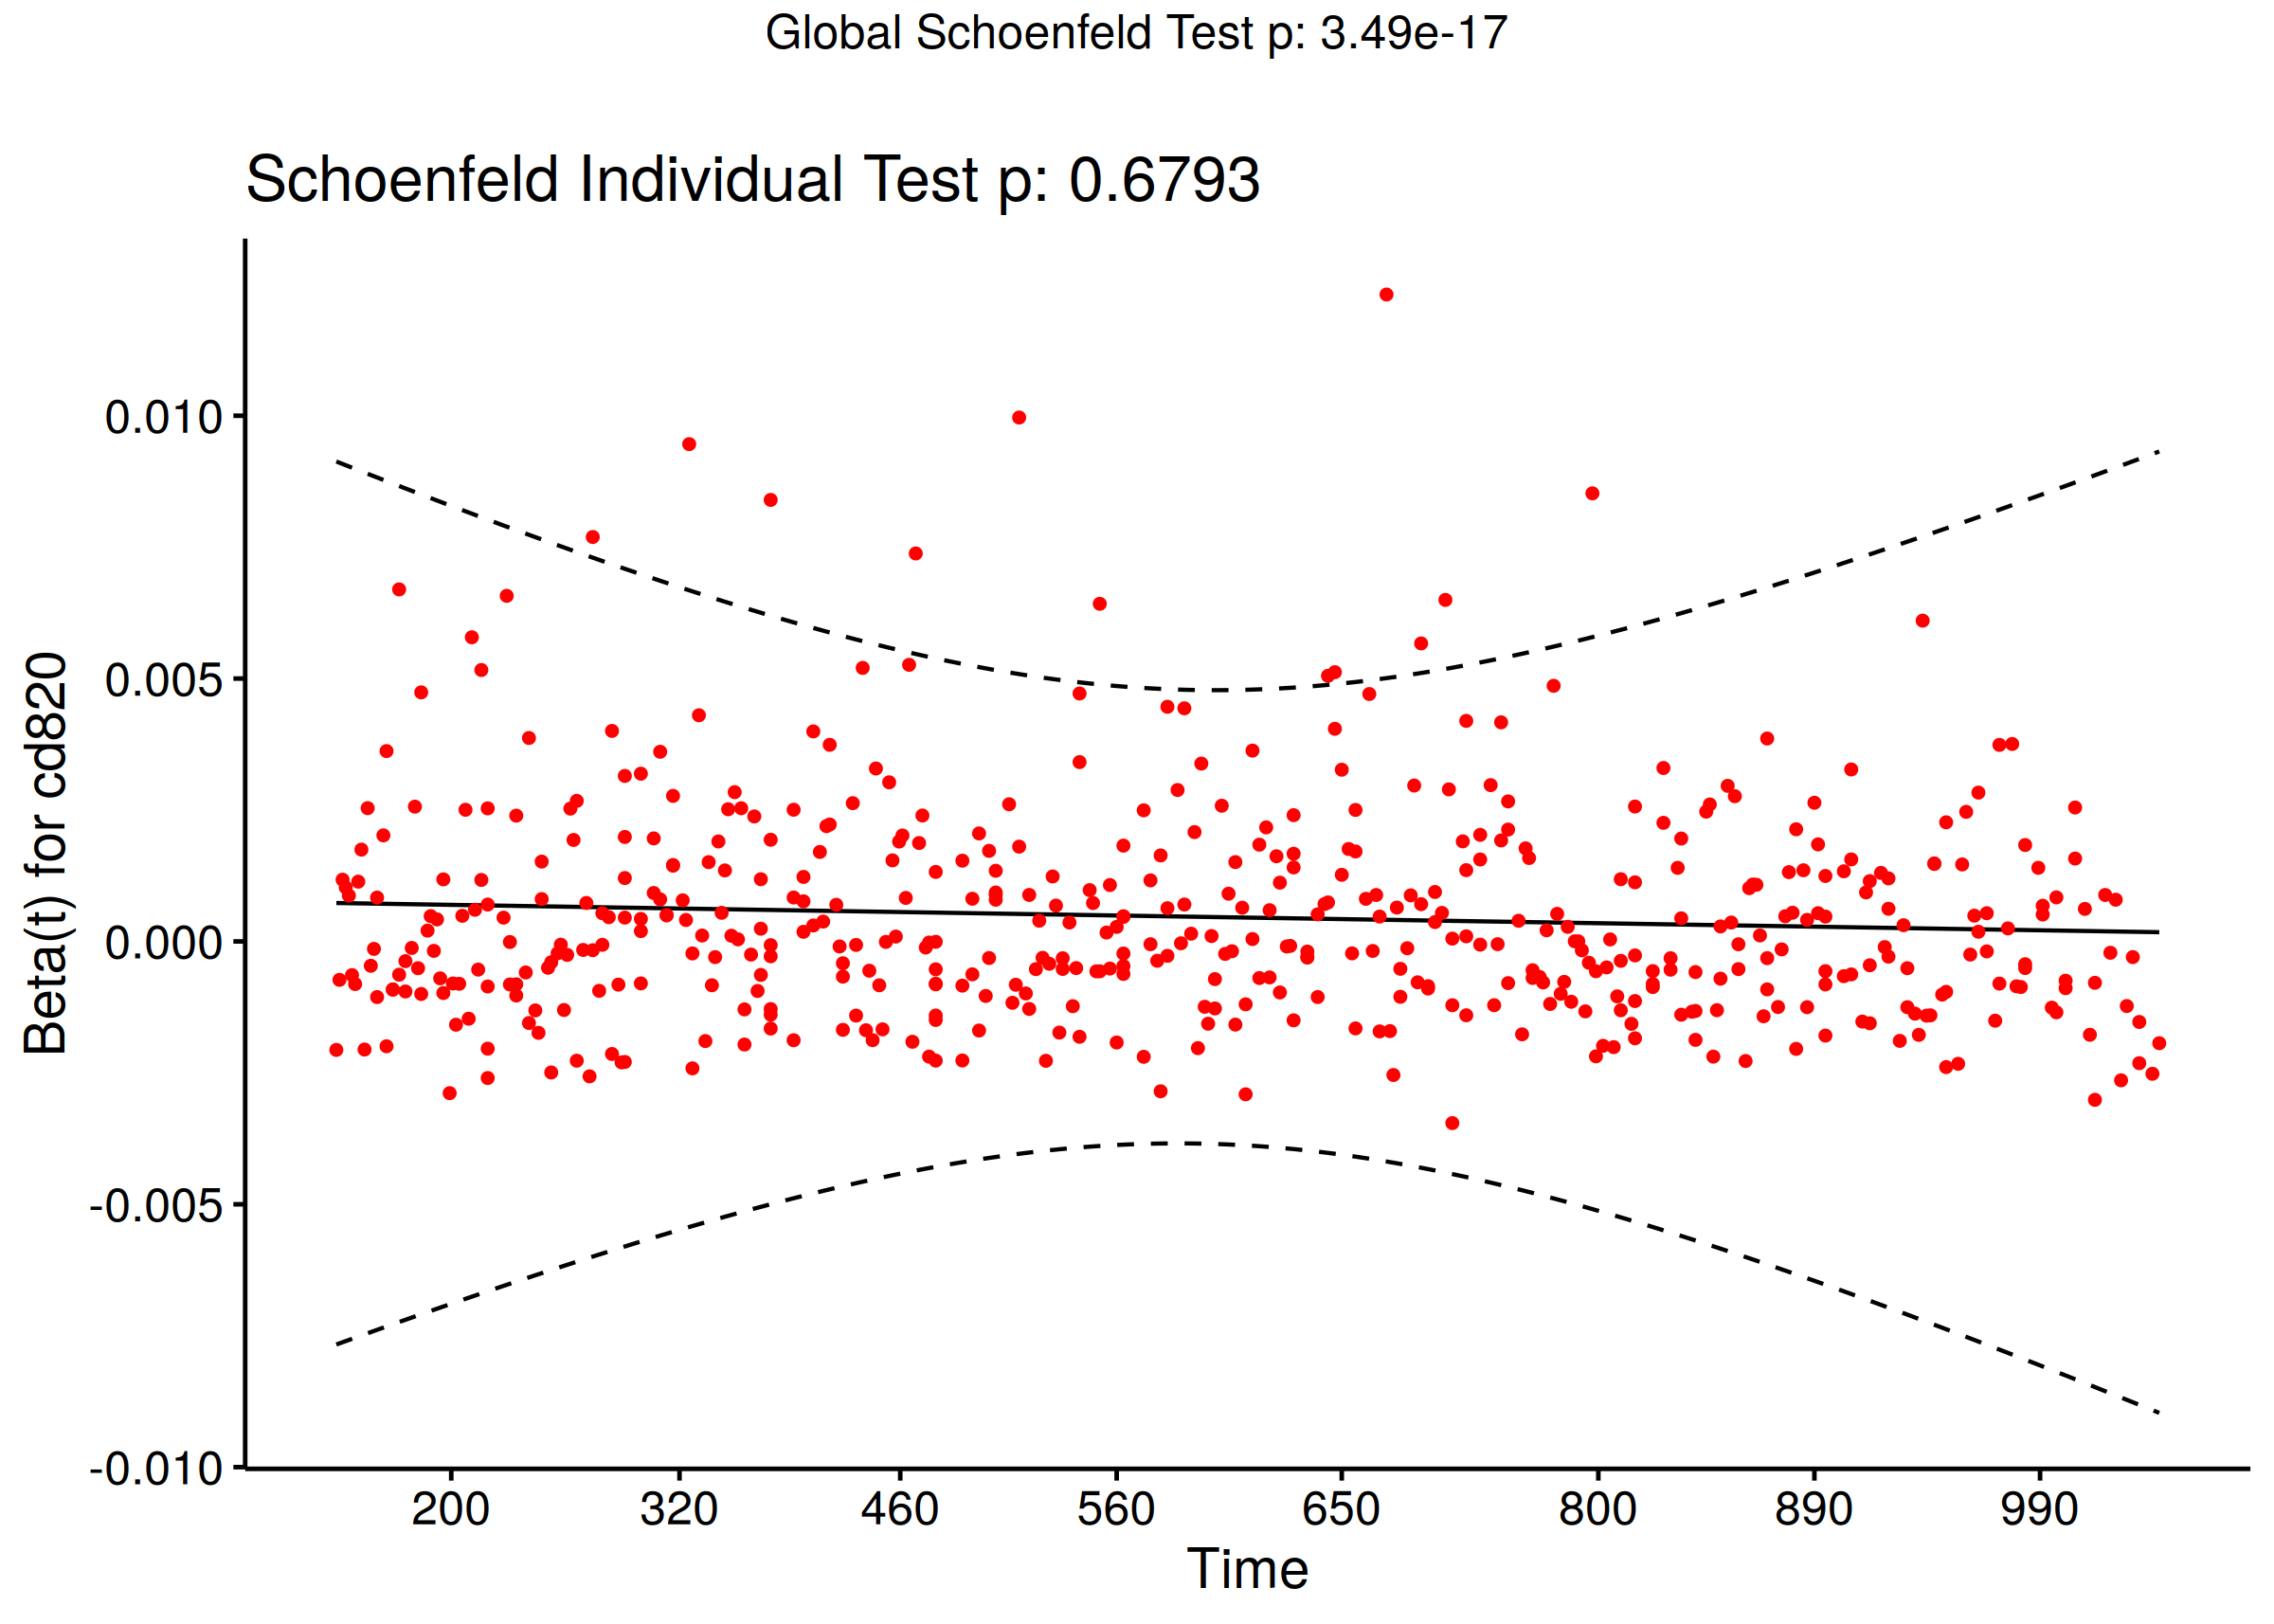 Global Schoenfeld Test p: 3.49e-17
Schoenfeld Individual Test p: 0.6793
Beta(t) for cd820
0.010
0.005
0.000
-0.005
-0.010
200 320 460 560 650 800 890 990
Time